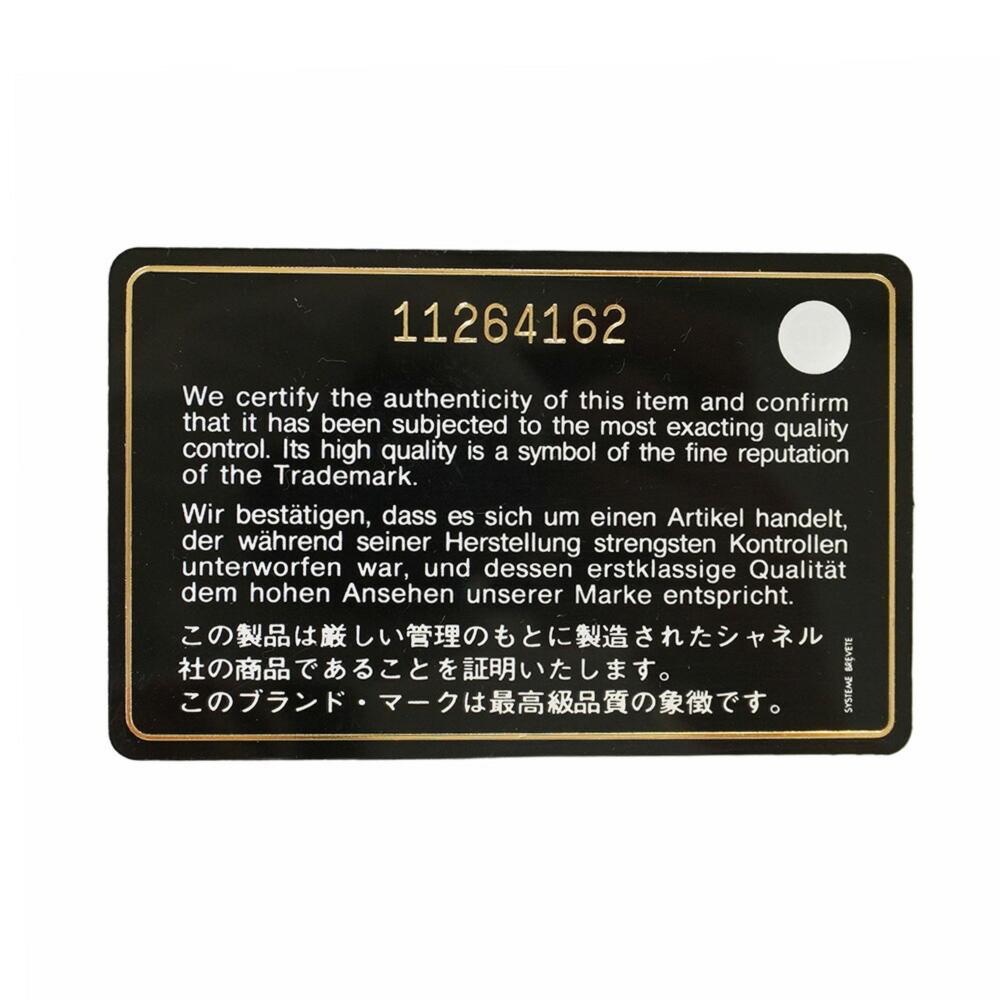 11264162
We certify the authenticity of this item and confirm
that it has been subjected to the most exacting quality
control. Its high quality is a symbol of the fine reputation
of the Trademark.
Wir bestätigen, dass es sich um einen Artikel handelt,
der während seiner Herstellung strengsten Kontrollen
unterworfen war, und dessen erstklassige Qualität
dem hohen Ansehen unserer Marke entspricht.
この製品は厳しい管理のもとに製造されたシャネル
社の商品であることを証明いたします。
このブランド・マークは最高級品質の象徴です。
SYSTEME BREVETE